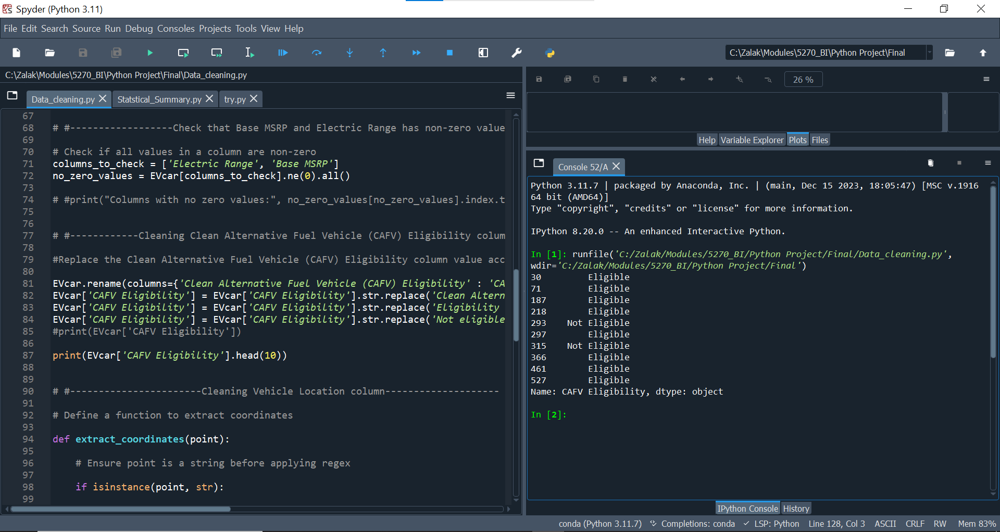 Spyder (Python 3.11)
File Edit Search Source Run Debug Consoles Projects Tools View Help
C:\Zalak\Modules\5270_BI\Python Project\Final
C:\Zalak\Modules\5270_BI\Python Project\Final\Data_cleaning.py
Data_cleaning.py Statstical_Summary.py try.py
67
68 # #------------------Check that Base MSRP and Electric Range has non-zero value
69
70 # Check if all values in a column are non-zero
71 columns_to_check = ['Electric Range', 'Base MSRP']
72 no_zero_values = EVcar[columns_to_check].ne(0).all()
73
74 # #print("Columns with no zero values:", no_zero_values[no_zero_values].index.t
75
76
77 # #------------Cleaning Clean Alternative Fuel Vehicle (CAFV) Eligibility colum
78
79 #Replace the Clean Alternative Fuel Vehicle (CAFV) Eligibility column value acc
80
81 EVcar.rename(columns={'Clean Alternative Fuel Vehicle (CAFV) Eligibility' : 'CA
82 EVcar['CAFV Eligibility'] = EVcar['CAFV Eligibility'].str.replace('Clean Altern
83 EVcar['CAFV Eligibility'] = EVcar['CAFV Eligibility'].str.replace('Eligibility
84 EVcar['CAFV Eligibility'] = EVcar['CAFV Eligibility'].str.replace('Not eligible
85 #print(EVcar['CAFV Eligibility'])
86
87 print(EVcar['CAFV Eligibility'].head(10))
88
89
90 # #-----------------------Cleaning Vehicle Location column--------------------
91
92 # Define a function to extract coordinates
93
94 def extract_coordinates(point):
95
96     # Ensure point is a string before applying regex
97
98     if isinstance(point, str):
99
26 %
Help Variable Explorer Plots Files
Console 52/A
Python 3.11.7 | packaged by Anaconda, Inc. | (main, Dec 15 2023, 18:05:47) [MSC v.1916
64 bit (AMD64)]
Type "copyright", "credits" or "license" for more information.
IPython 8.20.0 -- An enhanced Interactive Python.
In [1]: runfile('C:/Zalak/Modules/5270_BI/Python Project/Final/Data_cleaning.py',
wdir='C:/Zalak/Modules/5270_BI/Python Project/Final')
30 Eligible
71 Eligible
187 Eligible
218 Eligible
293 Not Eligible
297 Eligible
315 Not Eligible
366 Eligible
461 Eligible
527 Eligible
Name: CAFV Eligibility, dtype: object
In [2]:
IPython Console History
conda (Python 3.11.7) Completions: conda LSP: Python Line 128, Col 3 ASCII CRLF RW Mem 83%